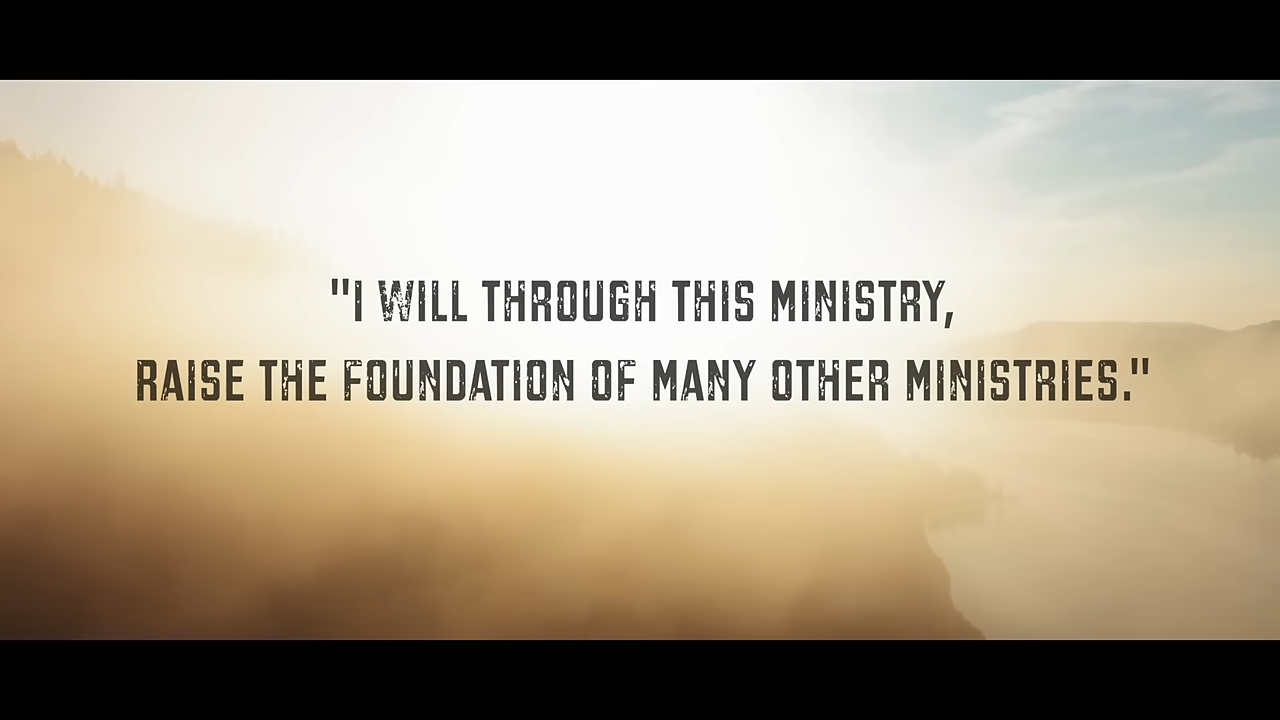 "I WILL THROUGH THIS MINISTRY,
RAISE THE FOUNDATION OF MANY OTHER MINISTRIES."